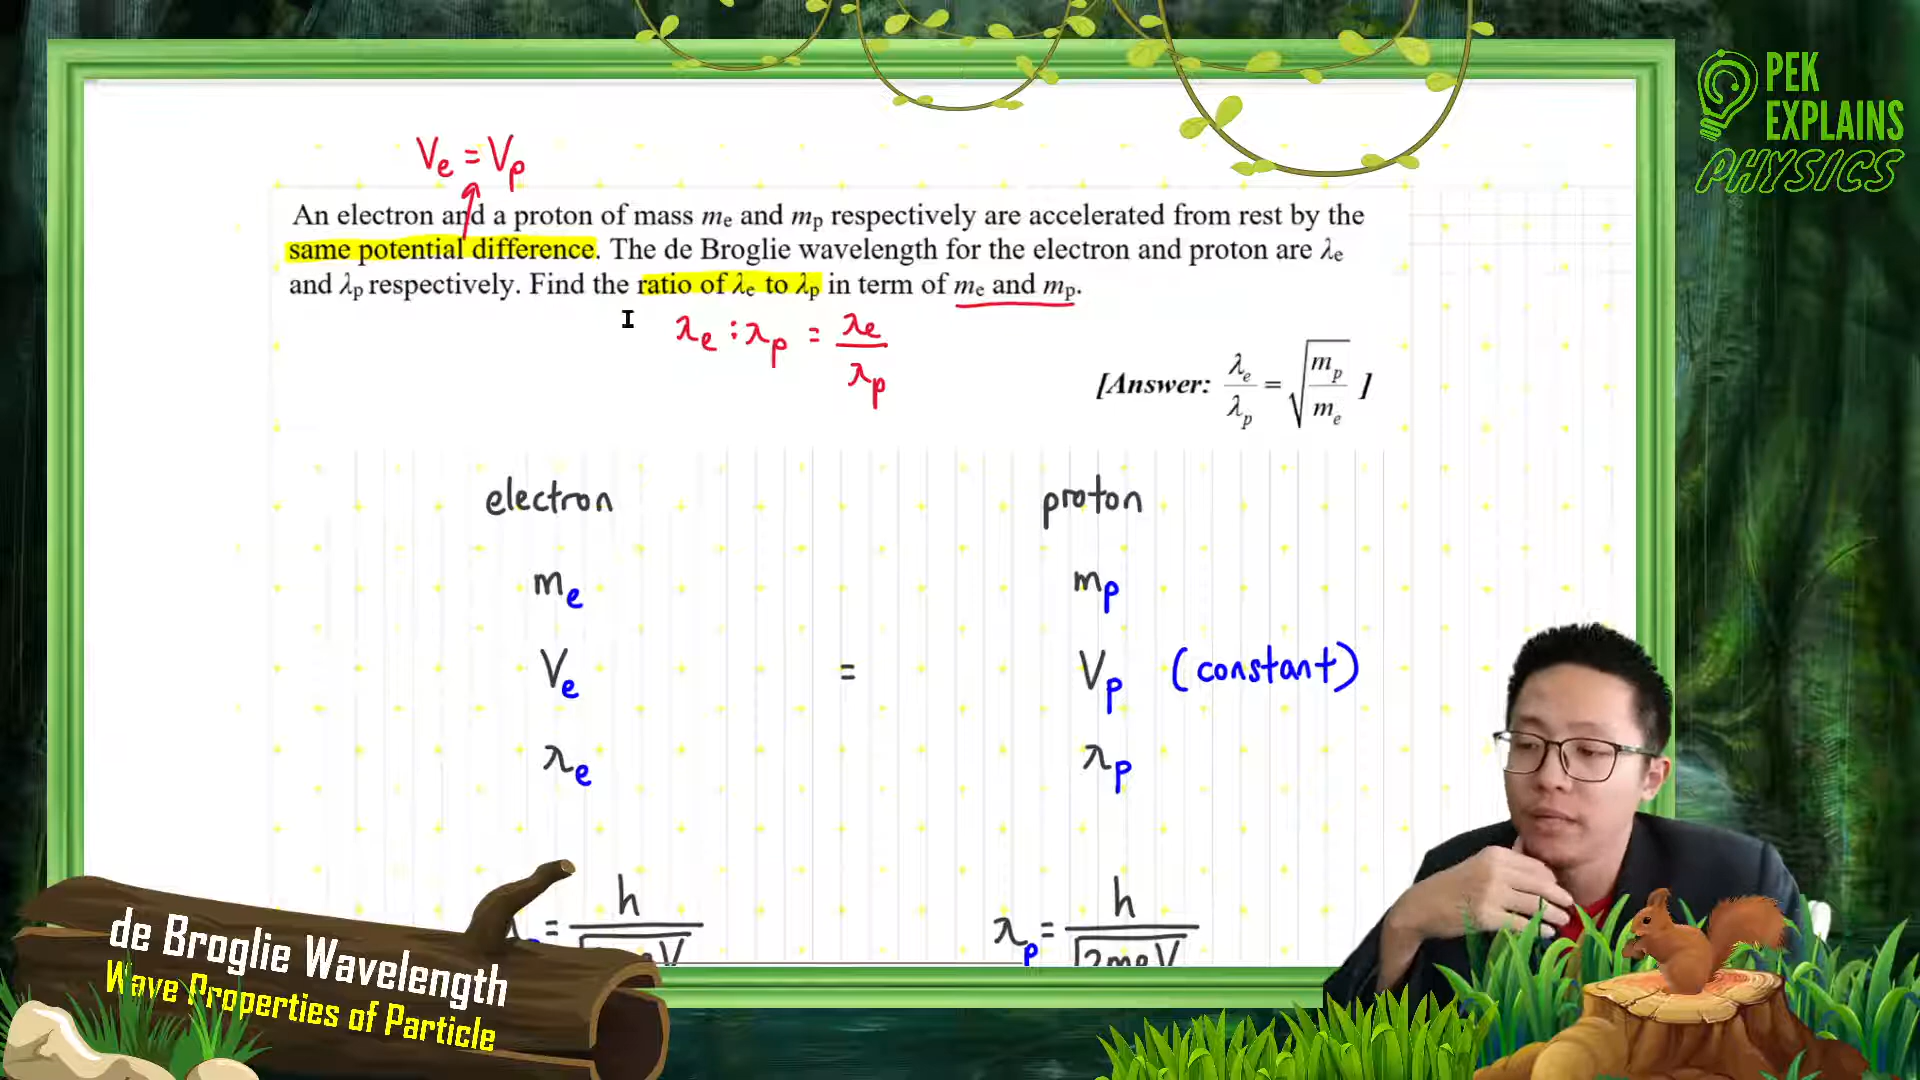 PEK
EXPLAINS
PHYSICS
Ve = Vp
An electron and a proton of mass me and mp respectively are accelerated from rest by the
same potential difference. The de Broglie wavelength for the electron and proton are λe
and λp respectively. Find the ratio of λe to λp in term of me and mp.
λe : λp = λe / λp
[Answer: λe / λp = √(mp / me) ]
electron proton
me mp
Ve = Vp (constant)
λe λp
= h / √ V λp = h / √2meV
de Broglie Wavelength
Wave Properties of Particle